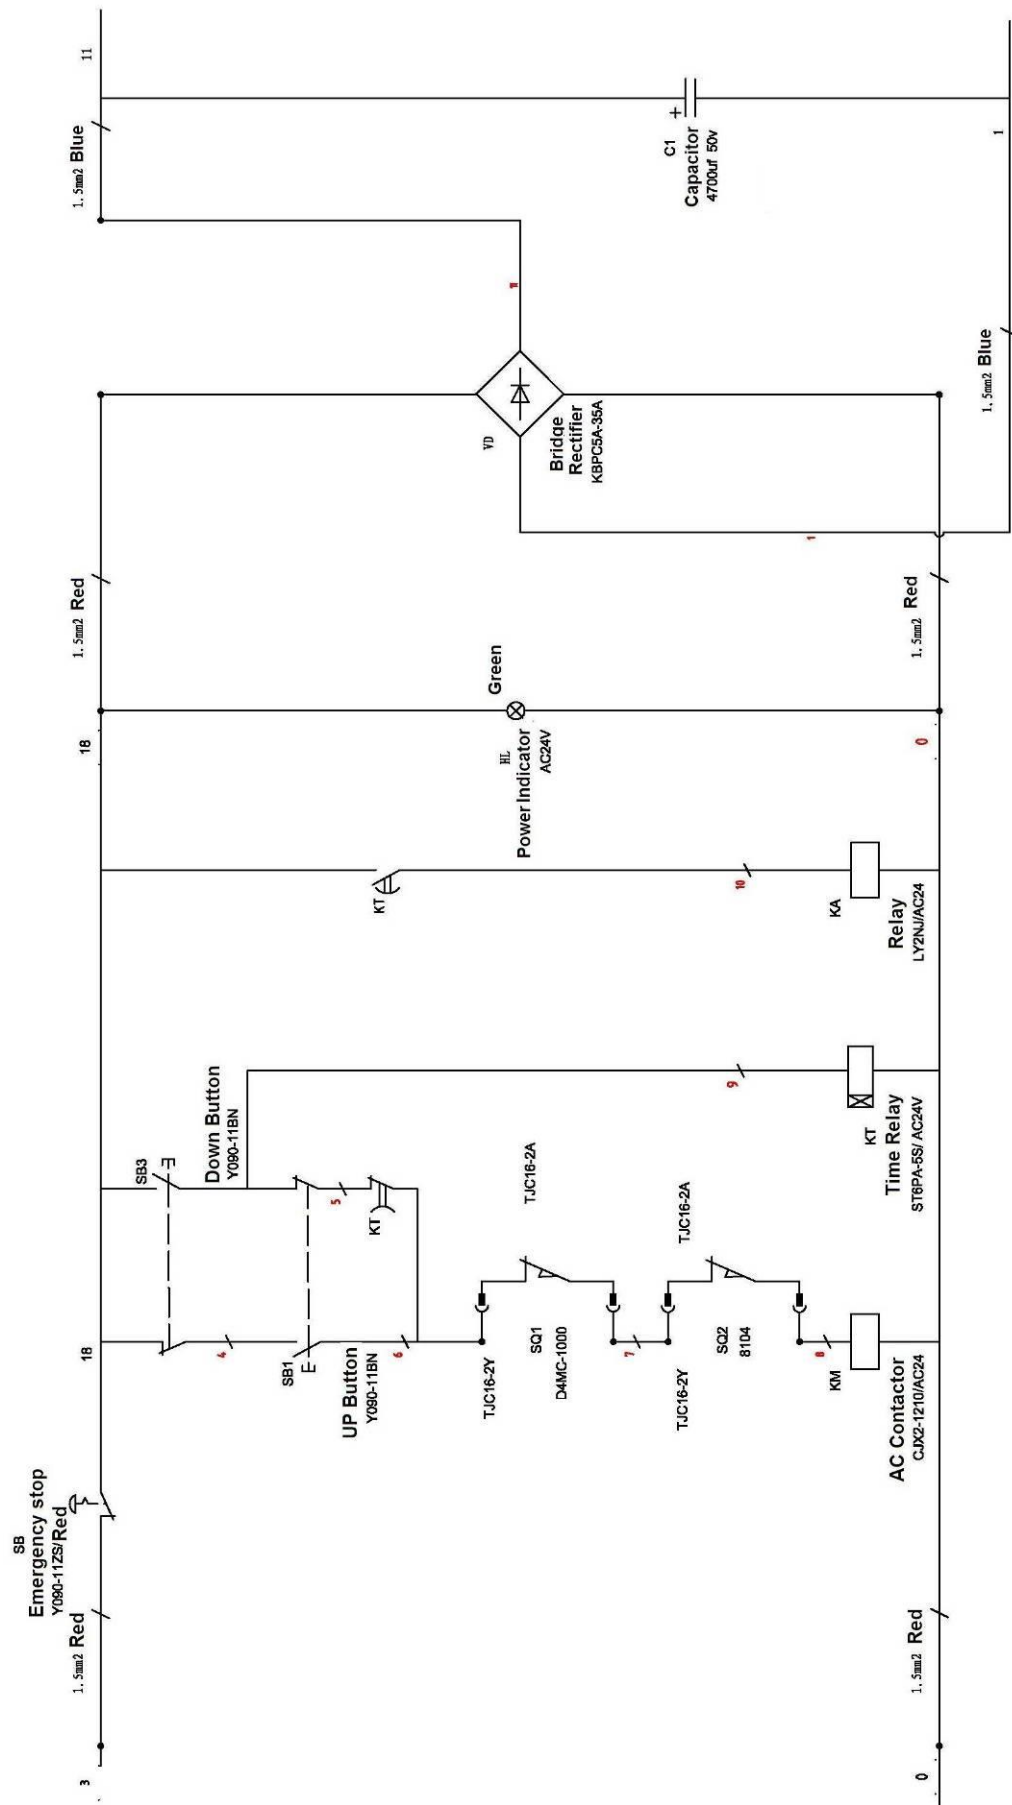 11
1.5mm2 Blue
C1
Capacitor
4700uf 50v
1
11
1.5mm2 Blue
VD
Bridge
Rectifier
KBPC5A-35A
1
1.5mm2 Red
1.5mm2 Red
Green
HL
Power Indicator
AC24V
18
0
KT
10
KA
Relay
LY2NJ/AC24
SB3
Down Button
Y090-11BN
9
KT
Time Relay
ST6PA-5S/ AC24V
5
KT
TJC16-2A
TJC16-2A
18
4
SB1
UP Button
Y090-11BN
6
TJC16-2Y
SQ1
D4MC-1000
7
TJC16-2Y
SQ2
8104
8
KM
AC Contactor
CJX2-1210/AC24
SB
Emergency stop
Y090-11ZS/Red
1.5mm2 Red
1.5mm2 Red
3
0